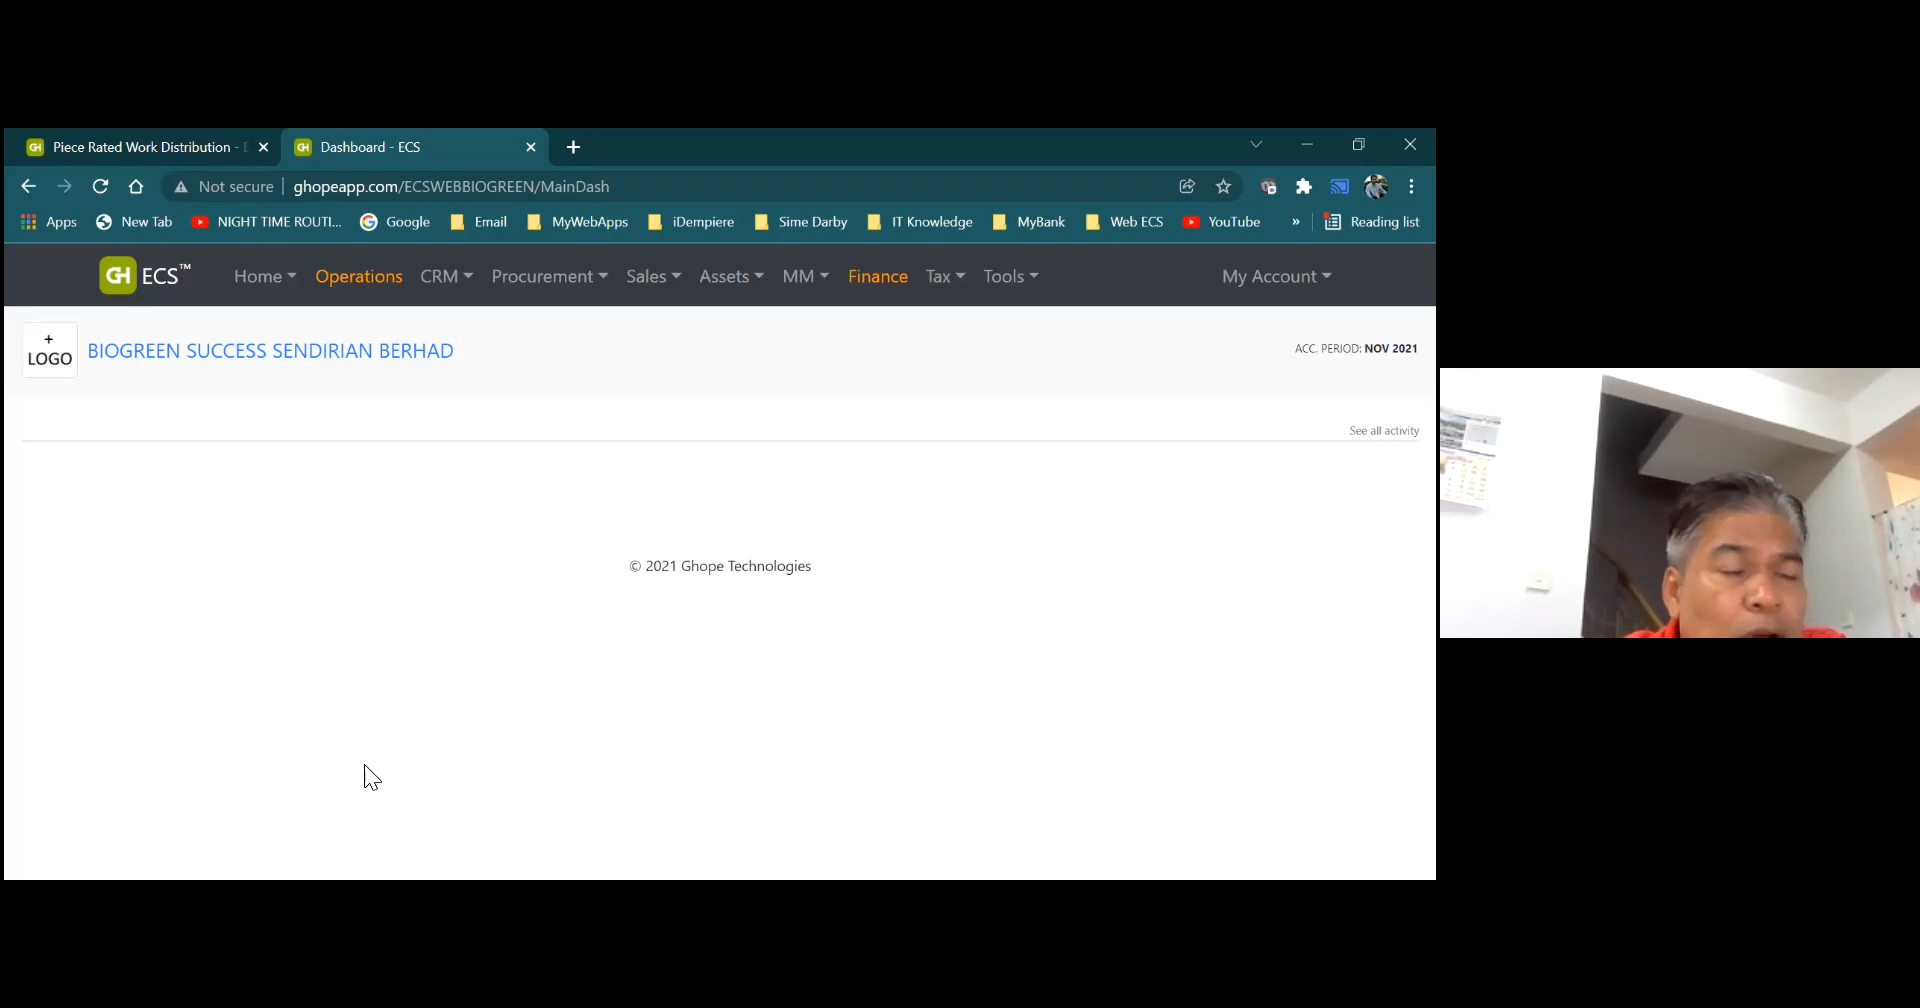 Piece Rated Work Distribution - E
Dashboard - ECS
Not secure
ghopeapp.com/ECSWEBBIOGREEN/MainDash
Apps
New Tab
NIGHT TIME ROUTI...
Google
Email
MyWebApps
iDempiere
Sime Darby
IT Knowledge
MyBank
Web ECS
YouTube
»
Reading list
GH ECS™
Home
Operations
CRM
Procurement
Sales
Assets
MM
Finance
Tax
Tools
My Account
+
LOGO
BIOGREEN SUCCESS SENDIRIAN BERHAD
ACC. PERIOD: NOV 2021
See all activity
© 2021 Ghope Technologies